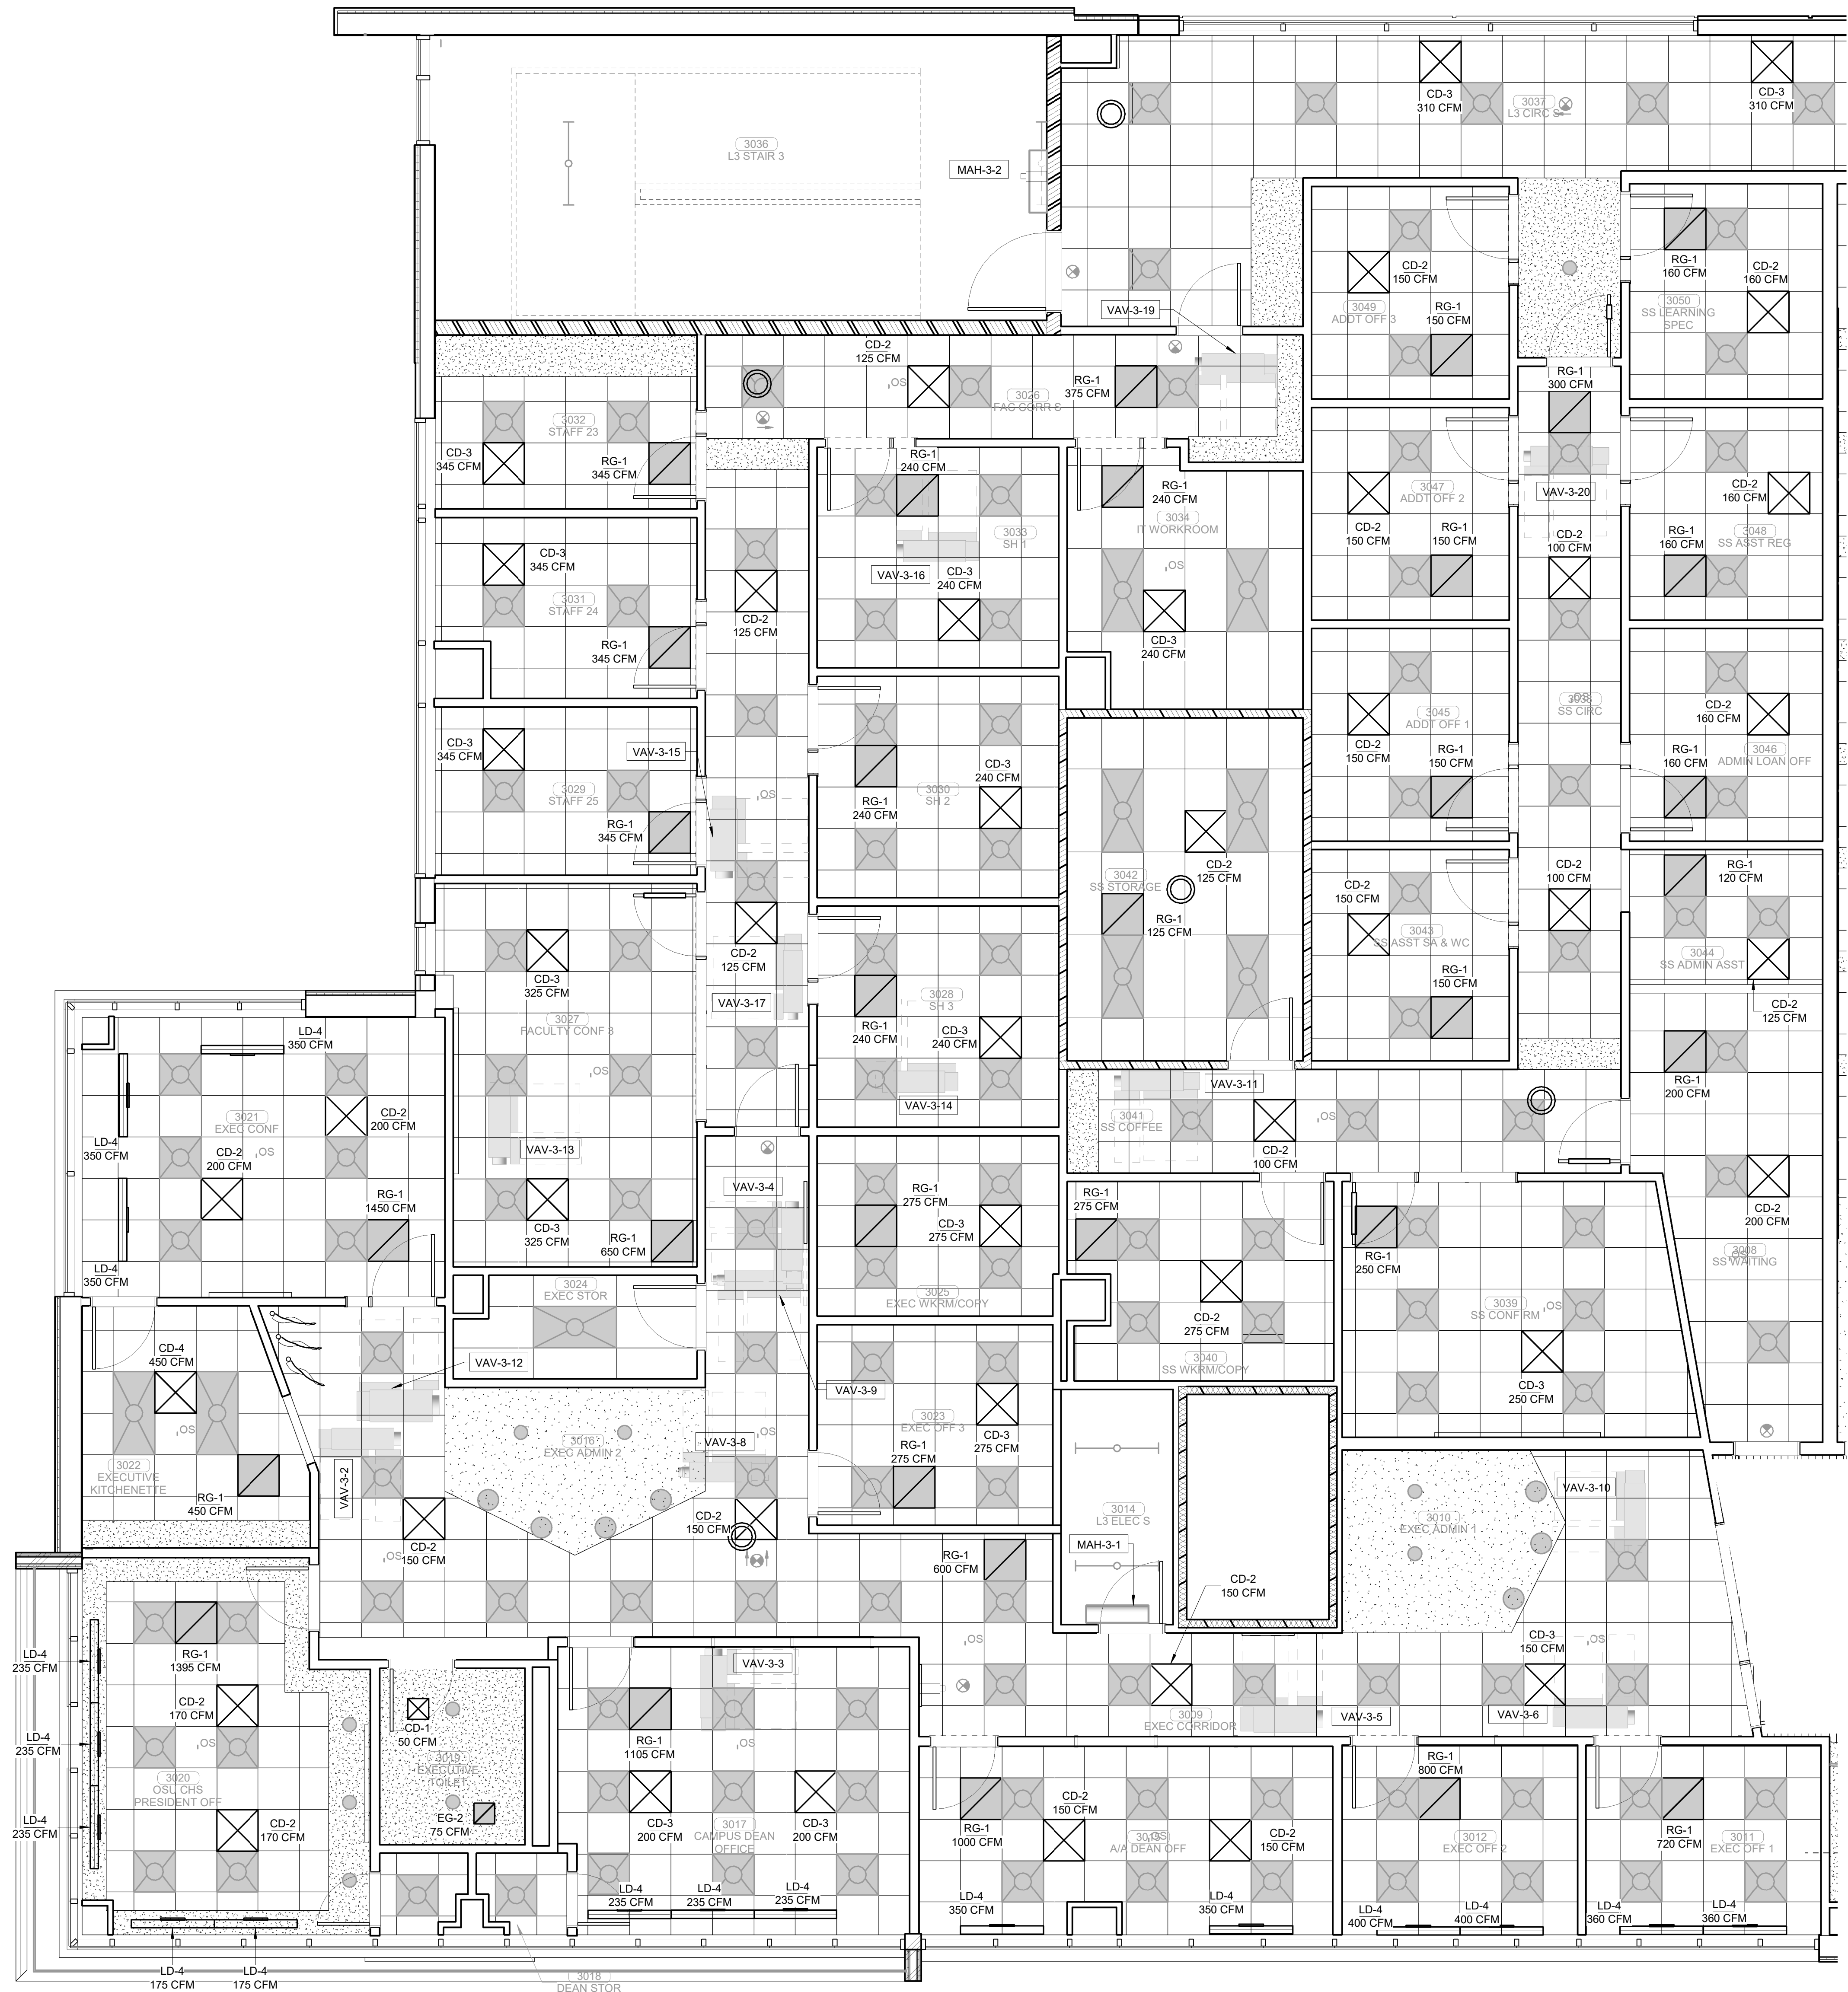 CD-3
310 CFM
CD-3
310 CFM
3037
L3 CIRC S
3036
L3 STAIR 3
MAH-3-2
VAV-3-19
CD-2
150 CFM
3049
ADDT OFF 3
RG-1
150 CFM
RG-1
160 CFM
CD-2
160 CFM
3050
SS LEARNING
SPEC
CD-2
125 CFM
OS
3026
FAC CORR S
RG-1
375 CFM
RG-1
300 CFM
3032
STAFF 23
CD-3
345 CFM
RG-1
345 CFM
RG-1
240 CFM
3033
SH 1
VAV-3-16
CD-3
240 CFM
RG-1
240 CFM
3034
IT WORKROOM
OS
CD-3
240 CFM
3047
ADDT OFF 2
CD-2
150 CFM
RG-1
150 CFM
VAV-3-20
CD-2
100 CFM
CD-2
160 CFM
RG-1
160 CFM
3048
SS ASST REG
CD-3
345 CFM
3031
STAFF 24
RG-1
345 CFM
CD-2
125 CFM
CD-3
345 CFM
VAV-3-15
3029
STAFF 25
RG-1
345 CFM
OS
CD-3
240 CFM
3030
SH 2
RG-1
240 CFM
3045
ADDT OFF 1
CD-2
150 CFM
RG-1
150 CFM
OS
SS CIRC
CD-2
160 CFM
RG-1
160 CFM
3046
ADMIN LOAN OFF
CD-2
125 CFM
3042
SS STORAGE
RG-1
125 CFM
CD-2
150 CFM
3043
SS ASST SA & WC
RG-1
150 CFM
CD-2
100 CFM
RG-1
120 CFM
3044
SS ADMIN ASST
CD-2
125 CFM
CD-3
325 CFM
3027
FACULTY CONF 3
OS
VAV-3-13
CD-3
325 CFM
RG-1
650 CFM
CD-2
125 CFM
VAV-3-17
3028
SH 3
RG-1
240 CFM
CD-3
240 CFM
VAV-3-14
VAV-3-11
3041
SS COFFEE
OS
CD-2
100 CFM
RG-1
200 CFM
CD-2
200 CFM
3008
SS WAITING
OS
LD-4
350 CFM
3021
EXEC CONF
CD-2
200 CFM
LD-4
350 CFM
CD-2
200 CFM
OS
RG-1
1450 CFM
LD-4
350 CFM
VAV-3-4
RG-1
275 CFM
CD-3
275 CFM
3025
EXEC WKRM/COPY
RG-1
275 CFM
CD-2
275 CFM
3040
SS WKRM/COPY
RG-1
250 CFM
3039
SS CONF RM
OS
CD-3
250 CFM
3024
EXEC STOR
CD-4
450 CFM
OS
3022
EXECUTIVE
KITCHENETTE
RG-1
450 CFM
VAV-3-12
VAV-3-2
3016
EXEC ADMIN 2
VAV-3-9
VAV-3-8
OS
CD-2
150 CFM
OS
CD-2
150 CFM
3023
EXEC OFF 3
CD-3
275 CFM
RG-1
275 CFM
RG-1
600 CFM
3014
L3 ELEC S
MAH-3-1
CD-2
150 CFM
3010
EXEC ADMIN 1
VAV-3-10
CD-3
150 CFM
OS
OS
3009
EXEC CORRIDOR
VAV-3-5
VAV-3-6
LD-4
235 CFM
RG-1
1395 CFM
CD-2
170 CFM
LD-4
235 CFM
OS
3020
OSU CHS
PRESIDENT OFF
LD-4
235 CFM
CD-2
170 CFM
CD-1
50 CFM
3019
EXECUTIVE
TOILET
EG-2
75 CFM
VAV-3-3
RG-1
1105 CFM
OS
CD-3
200 CFM
3017
CAMPUS DEAN
OFFICE
CD-3
200 CFM
LD-4
235 CFM
LD-4
235 CFM
LD-4
235 CFM
RG-1
1000 CFM
CD-2
150 CFM
OS
A/A DEAN OFF
CD-2
150 CFM
LD-4
350 CFM
LD-4
350 CFM
RG-1
800 CFM
3012
EXEC OFF 2
LD-4
400 CFM
LD-4
400 CFM
RG-1
720 CFM
3011
EXEC OFF 1
LD-4
360 CFM
LD-4
360 CFM
LD-4
175 CFM
LD-4
175 CFM
3018
DEAN STOR